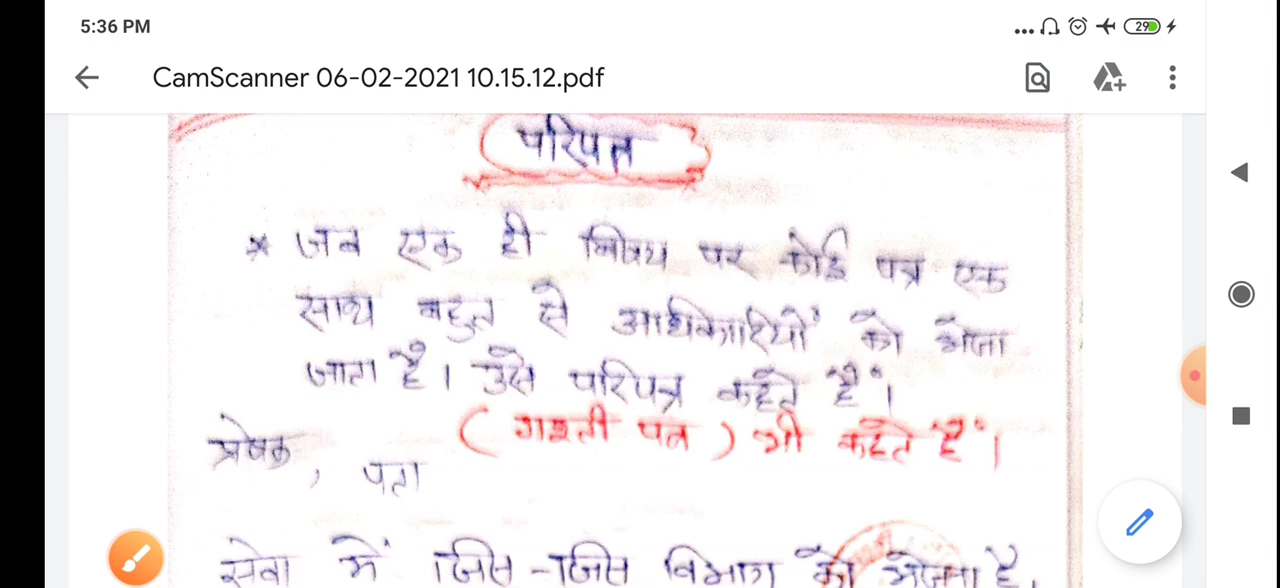 5:36 PM
29
CamScanner 06-02-2021 10.15.12.pdf
परिपत्र
* जब एक ही विषय पर कोई पत्र एक
साथ बहुत से अधिकारियों को भेजा
जाता है। उसे परिपत्र कहते हैं।
(गश्ती पत्र) भी कहते हैं।
प्रेषक, पता
सेवा में जिस-जिस विभाग को भेजना है,